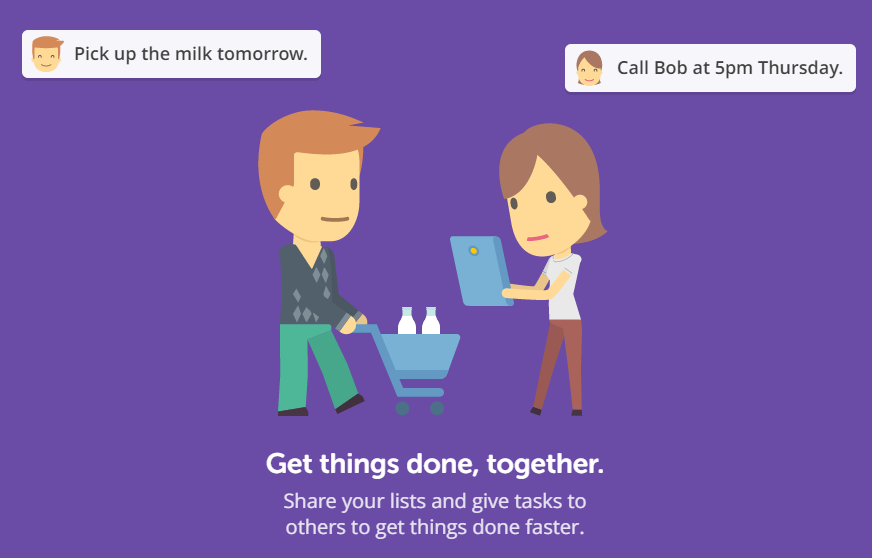 Pick up the milk tomorrow.
Call Bob at 5pm Thursday.
Get things done, together.
Share your lists and give tasks to
others to get things done faster.